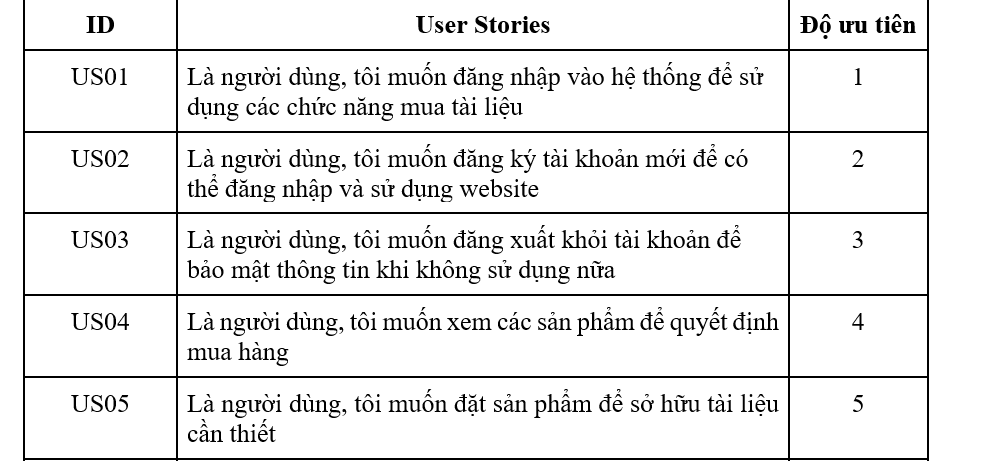 ID User Stories Độ ưu tiên
US01 Là người dùng, tôi muốn đăng nhập vào hệ thống để sử 1
dụng các chức năng mua tài liệu
US02 Là người dùng, tôi muốn đăng ký tài khoản mới để có 2
thể đăng nhập và sử dụng website
US03 Là người dùng, tôi muốn đăng xuất khỏi tài khoản để 3
bảo mật thông tin khi không sử dụng nữa
US04 Là người dùng, tôi muốn xem các sản phẩm để quyết định 4
mua hàng
US05 Là người dùng, tôi muốn đặt sản phẩm để sở hữu tài liệu 5
cần thiết